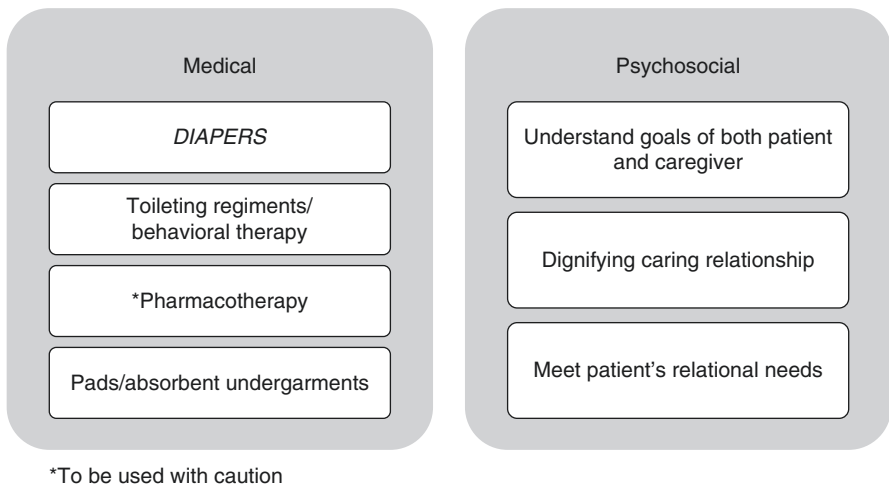 Medical
DIAPERS
Toileting regiments/
behavioral therapy
*Pharmacotherapy
Pads/absorbent undergarments
Psychosocial
Understand goals of both patient
and caregiver
Dignifying caring relationship
Meet patient's relational needs
*To be used with caution